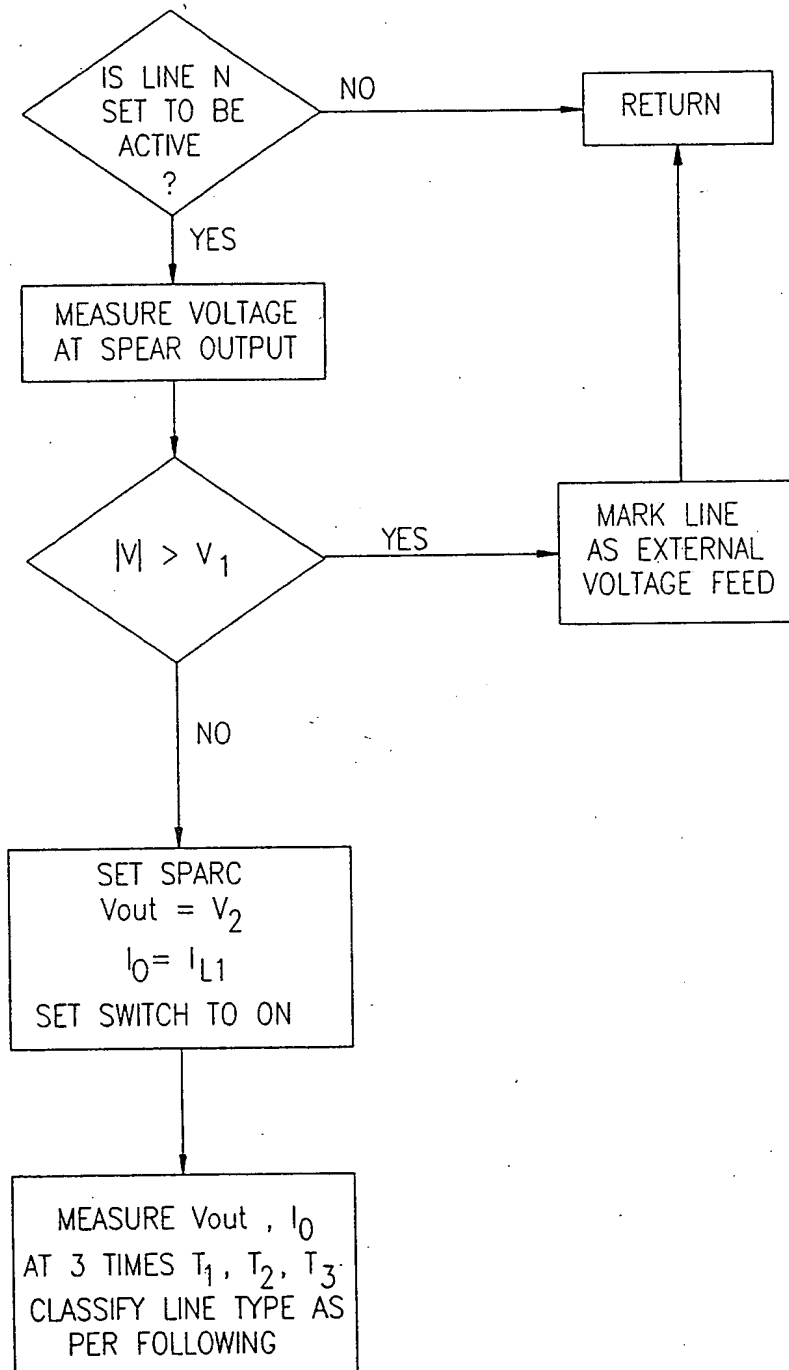 IS LINE N
SET TO BE
ACTIVE
?
NO
RETURN
YES
MEASURE VOLTAGE
AT SPEAR OUTPUT
|V| > V₁
YES
MARK LINE
AS EXTERNAL
VOLTAGE FEED
NO
SET SPARC
Vout = V₂
I₀= I_L1
SET SWITCH TO ON
MEASURE Vout , I₀
AT 3 TIMES T₁, T₂, T₃
CLASSIFY LINE TYPE AS
PER FOLLOWING